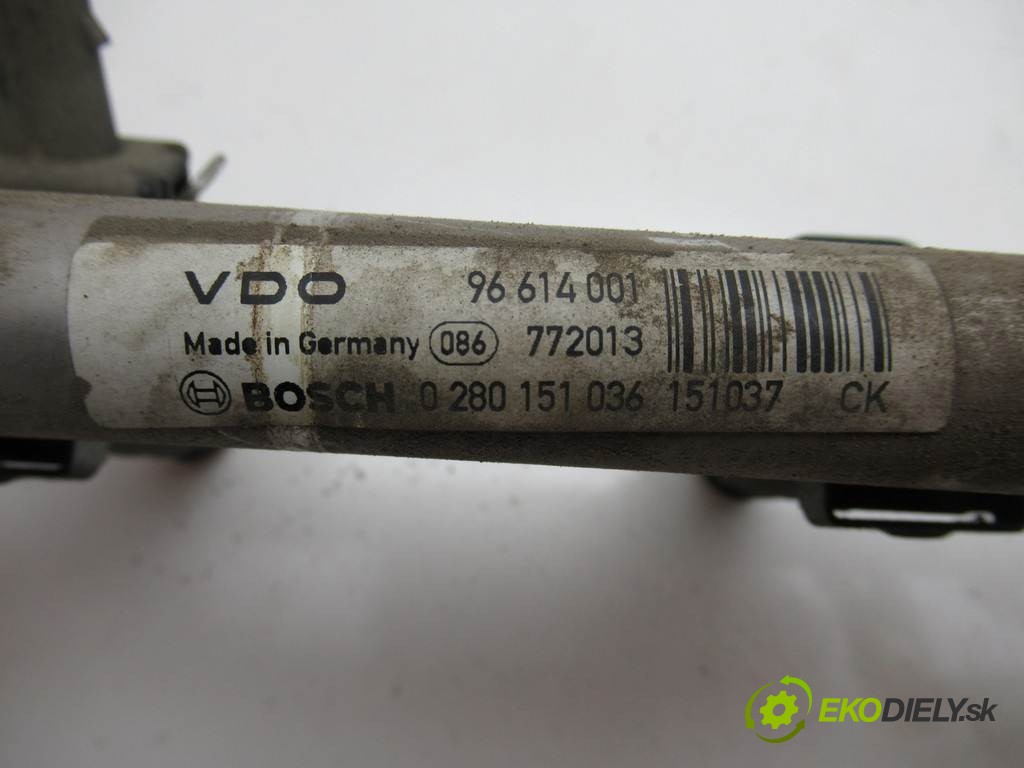 VDO 96 614 001
Made in Germany 086 772013
BOSCH 0 280 151 036 151037 CK
EKODIELY.sk